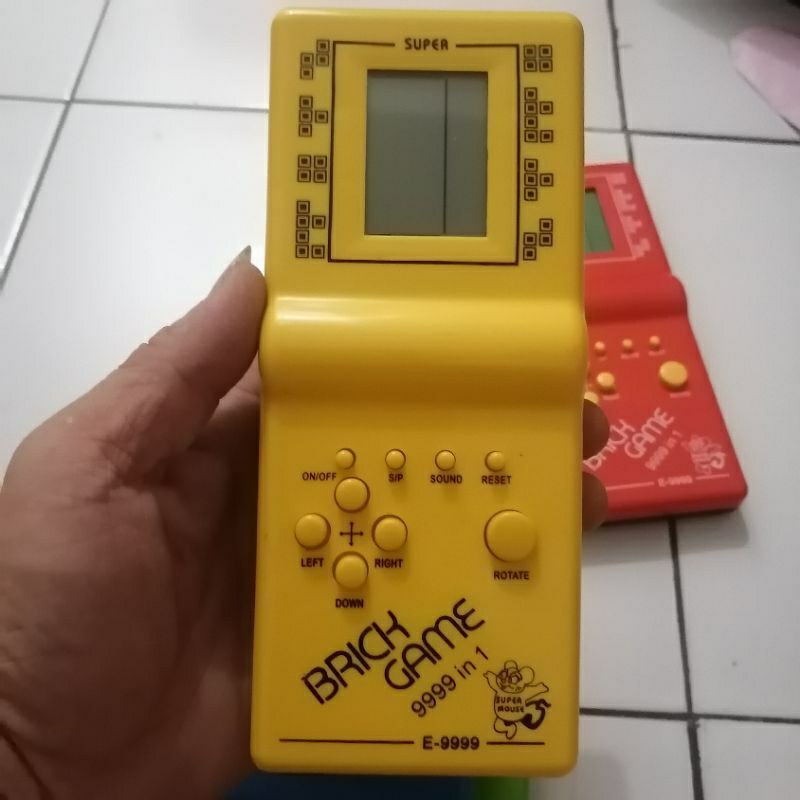 SUPER
ON/OFF S/P SOUND RESET
LEFT RIGHT ROTATE
DOWN
BRICK
GAME
9999 in 1
SUPER
MOUSE
E-9999
BRICK
GAME
9999 in 1
E-9999